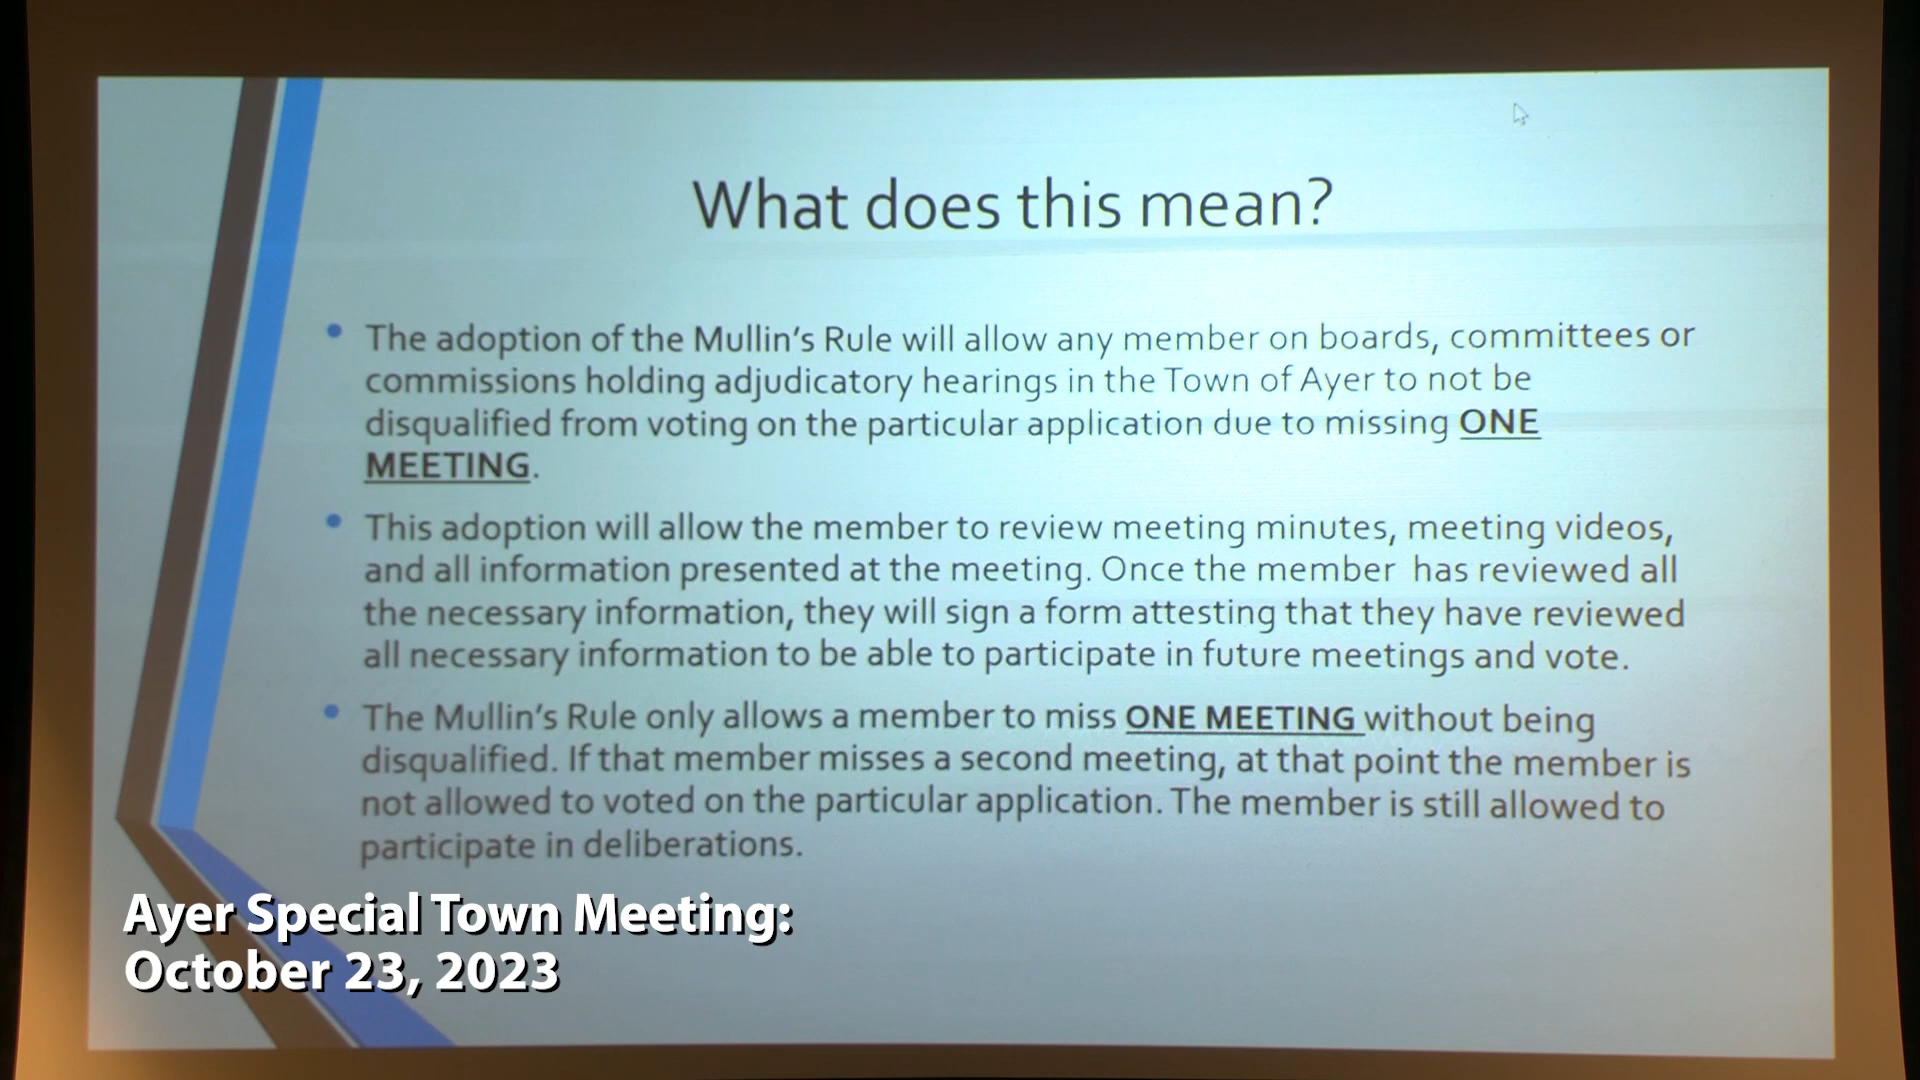 What does this mean?
• The adoption of the Mullin's Rule will allow any member on boards, committees or
commissions holding adjudicatory hearings in the Town of Ayer to not be
disqualified from voting on the particular application due to missing ONE
MEETING.
• This adoption will allow the member to review meeting minutes, meeting videos,
and all information presented at the meeting. Once the member has reviewed all
the necessary information, they will sign a form attesting that they have reviewed
all necessary information to be able to participate in future meetings and vote.
• The Mullin's Rule only allows a member to miss ONE MEETING without being
disqualified. If that member misses a second meeting, at that point the member is
not allowed to voted on the particular application. The member is still allowed to
participate in deliberations.
Ayer Special Town Meeting:
October 23, 2023